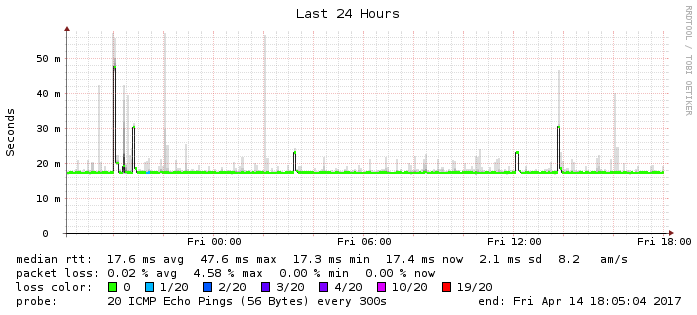 Last 24 Hours
RRDTOOL / TOBI OETIKER
Seconds
50 m
40 m
30 m
20 m
10 m
0
Fri 00:00 Fri 06:00 Fri 12:00 Fri 18:00
median rtt: 17.6 ms avg 47.6 ms max 17.3 ms min 17.4 ms now 2.1 ms sd 8.2 am/s
packet loss: 0.02 % avg 4.58 % max 0.00 % min 0.00 % now
loss color: 0 1/20 2/20 3/20 4/20 10/20 19/20
probe: 20 ICMP Echo Pings (56 Bytes) every 300s end: Fri Apr 14 18:05:04 2017